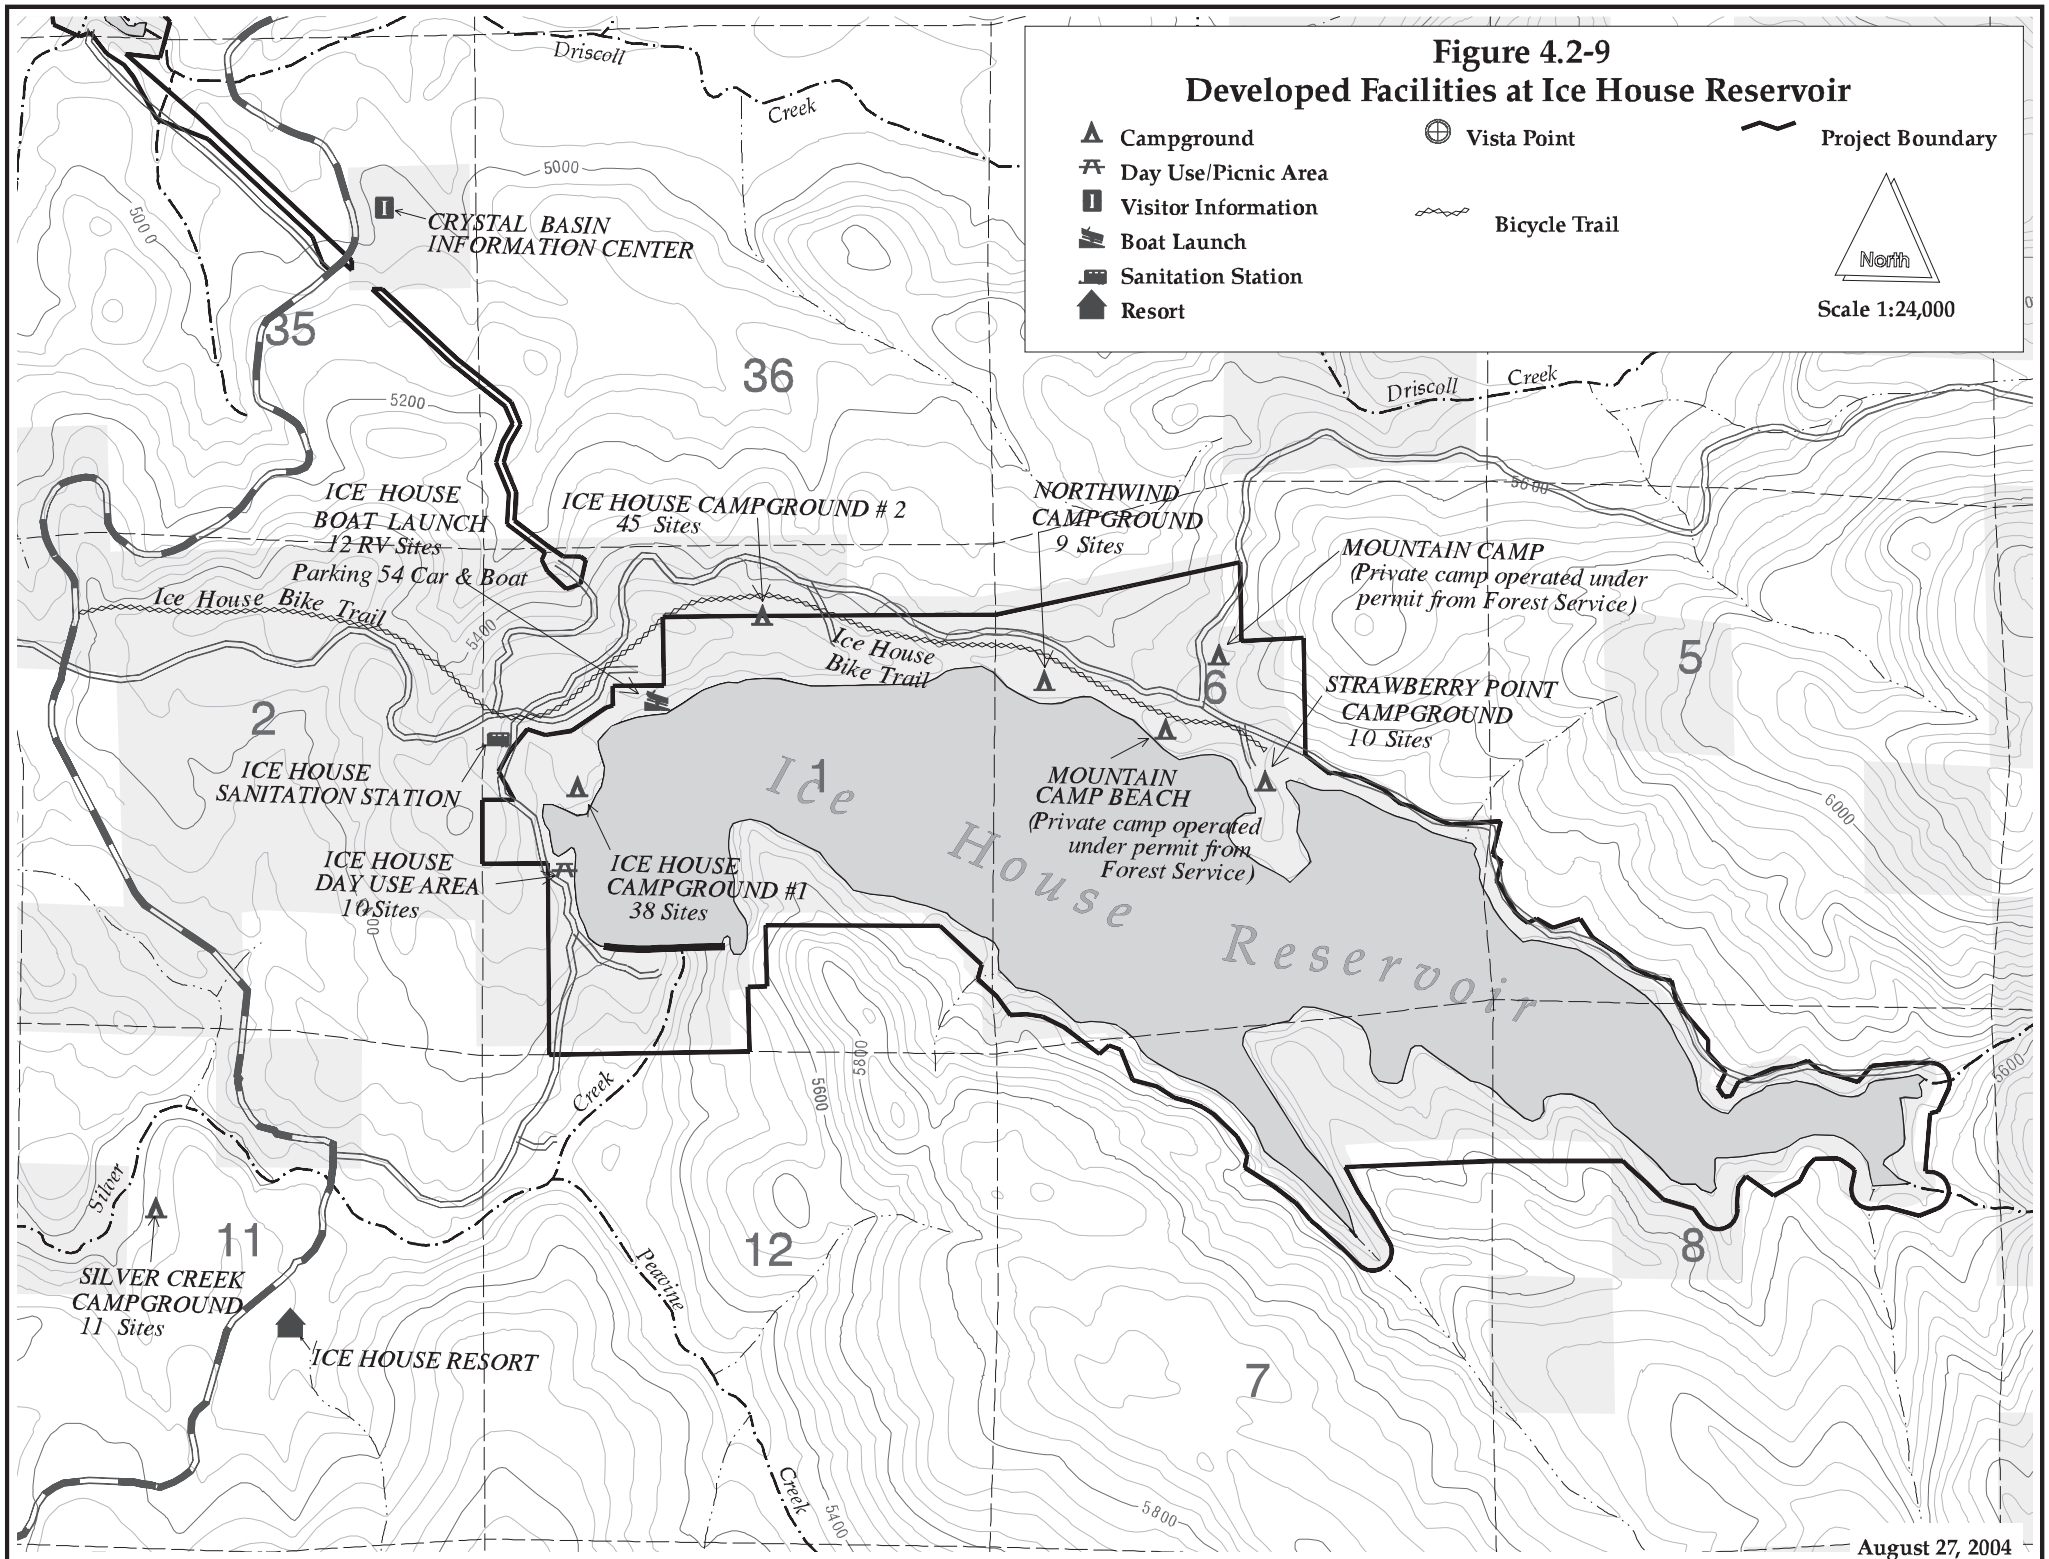 Figure 4.2-9
Developed Facilities at Ice House Reservoir
Campground
Day Use/Picnic Area
Visitor Information
Boat Launch
Sanitation Station
Resort
Vista Point
Bicycle Trail
Project Boundary
North
Scale 1:24,000
Driscoll
Creek
5000
5000
CRYSTAL BASIN
INFORMATION CENTER
35
36
5200
Driscoll
Creek
5600
ICE HOUSE
BOAT LAUNCH
12 RV Sites
Parking 54 Car & Boat
ICE HOUSE CAMPGROUND # 2
45 Sites
NORTHWIND
CAMPGROUND
9 Sites
MOUNTAIN CAMP
(Private camp operated under
permit from Forest Service)
Ice House Bike Trail
5400
Ice House
Bike Trail
6
5
2
STRAWBERRY POINT
CAMPGROUND
10 Sites
ICE HOUSE
SANITATION STATION
1
MOUNTAIN
CAMP BEACH
(Private camp operated
under permit from
Forest Service)
6000
Ice
House
Reservoir
ICE HOUSE
DAY USE AREA
10 Sites
ICE HOUSE
CAMPGROUND #1
38 Sites
5600
5800
5600
Creek
Silver
11
12
8
7
SILVER CREEK
CAMPGROUND
11 Sites
Peavine
Creek
ICE HOUSE RESORT
5400
5800
August 27, 2004